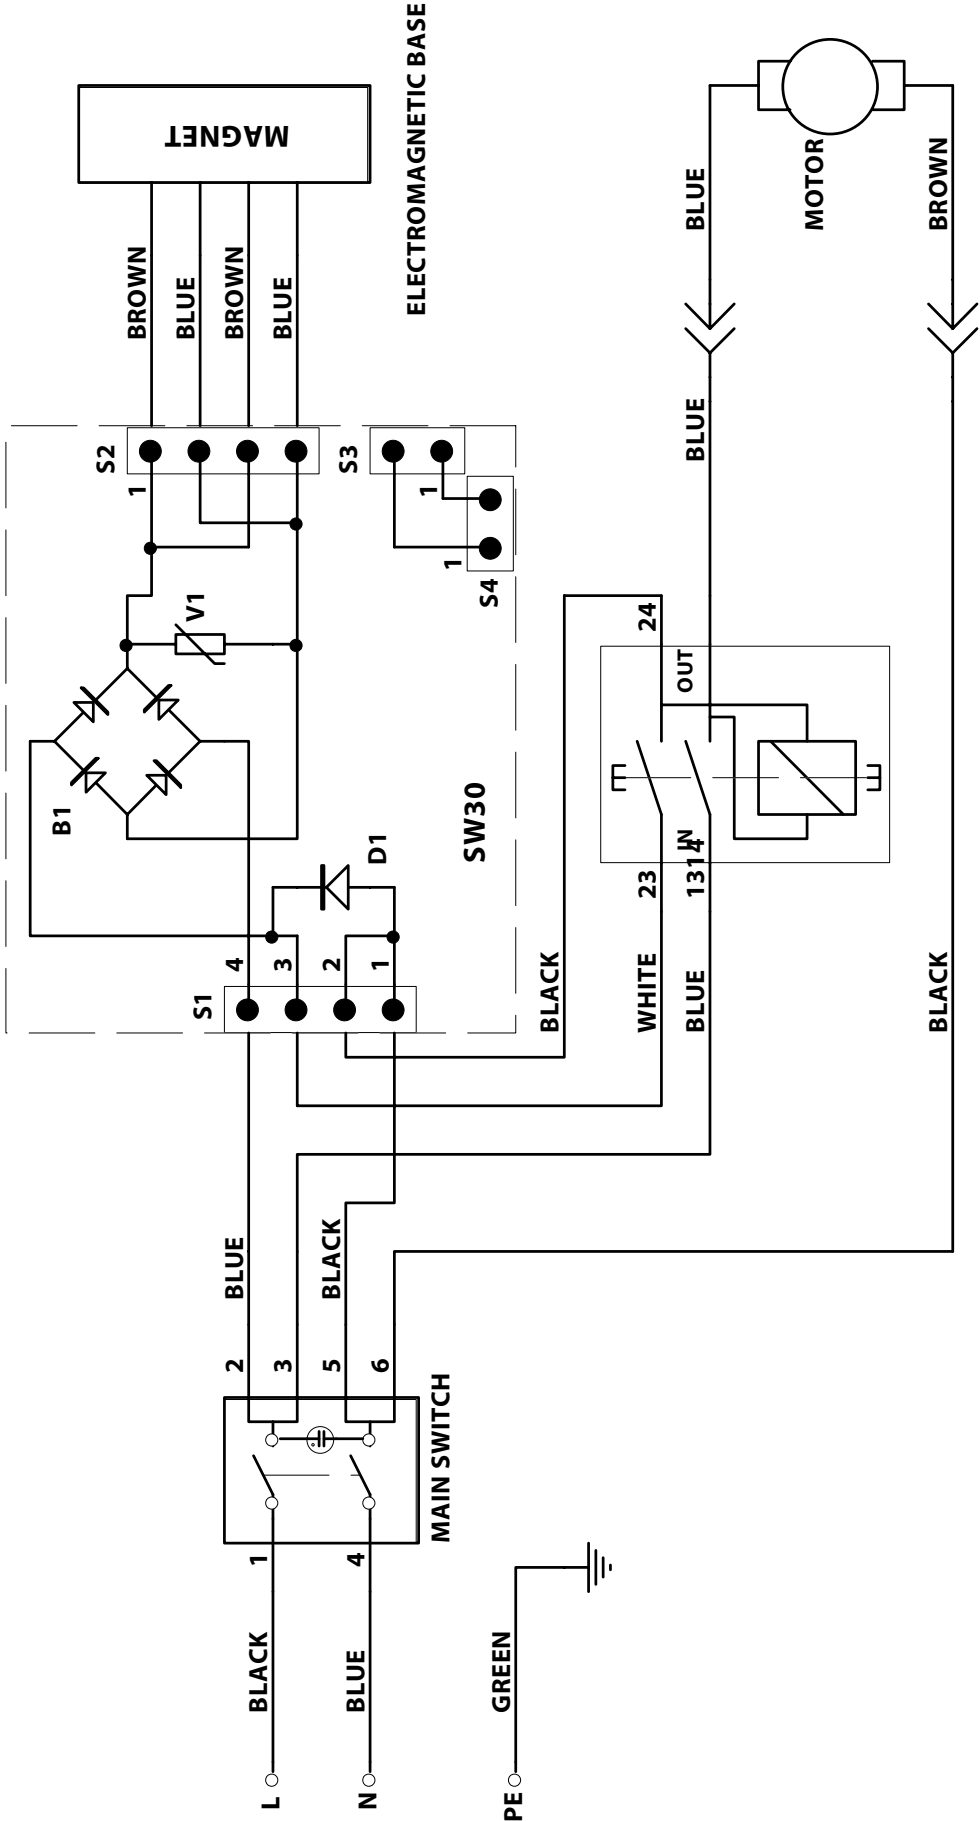 MAGNET
ELECTROMAGNETIC BASE
BROWN
BLUE
BROWN
BLUE
S2
1
S3
1
1
S4
V1
B1
SW30
D1
S1
4
3
2
1
BLUE
BLACK
2
3
5
6
MAIN SWITCH
1
4
BLACK
BLUE
L
N
GREEN
PE
BLUE
MOTOR
BROWN
BLUE
24
OUT
IN
23
1314
BLACK
WHITE
BLUE
BLACK